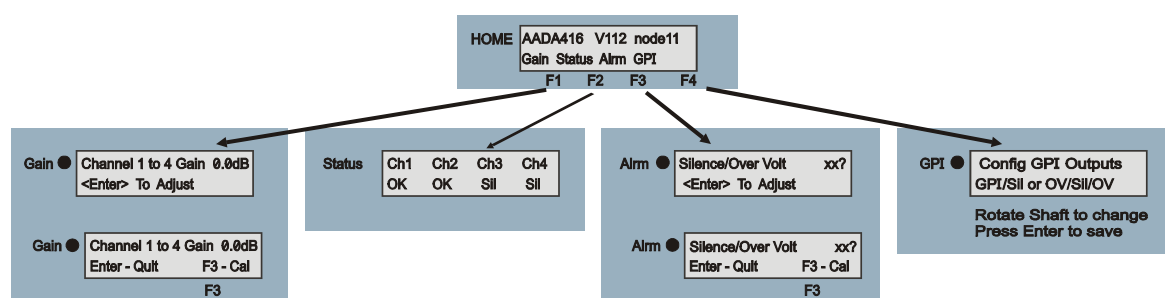 HOME AADA416 V112 node11
Gain Status Alrm GPI
F1 F2 F3 F4
Gain Channel 1 to 4 Gain 0.0dB
<Enter> To Adjust
Gain Channel 1 to 4 Gain 0.0dB
Enter - Quit F3 - Cal
F3
Status Ch1 Ch2 Ch3 Ch4
OK OK Sil Sil
Alrm Silence/Over Volt xx?
<Enter> To Adjust
Alrm Silence/Over Volt xx?
Enter - Quit F3 - Cal
F3
GPI Config GPI Outputs
GPI/Sil or OV/Sil/OV
Rotate Shaft to change
Press Enter to save